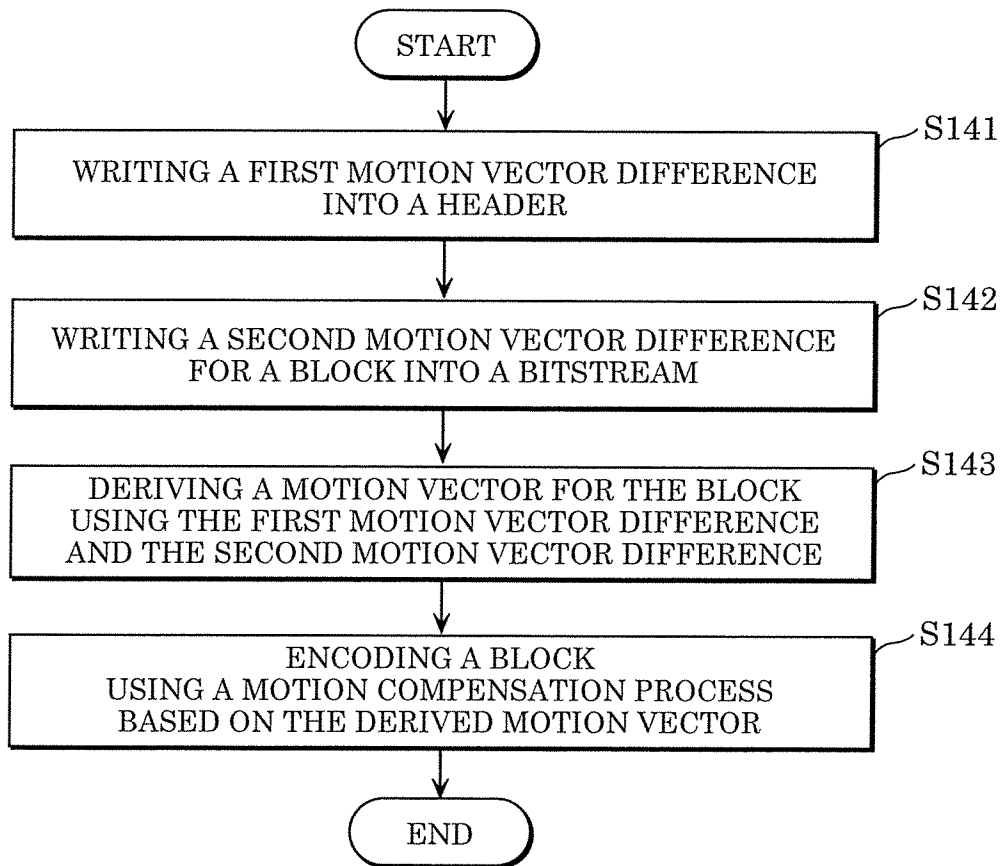 START
S141
WRITING A FIRST MOTION VECTOR DIFFERENCE
INTO A HEADER
S142
WRITING A SECOND MOTION VECTOR DIFFERENCE
FOR A BLOCK INTO A BITSTREAM
S143
DERIVING A MOTION VECTOR FOR THE BLOCK
USING THE FIRST MOTION VECTOR DIFFERENCE
AND THE SECOND MOTION VECTOR DIFFERENCE
S144
ENCODING A BLOCK
USING A MOTION COMPENSATION PROCESS
BASED ON THE DERIVED MOTION VECTOR
END